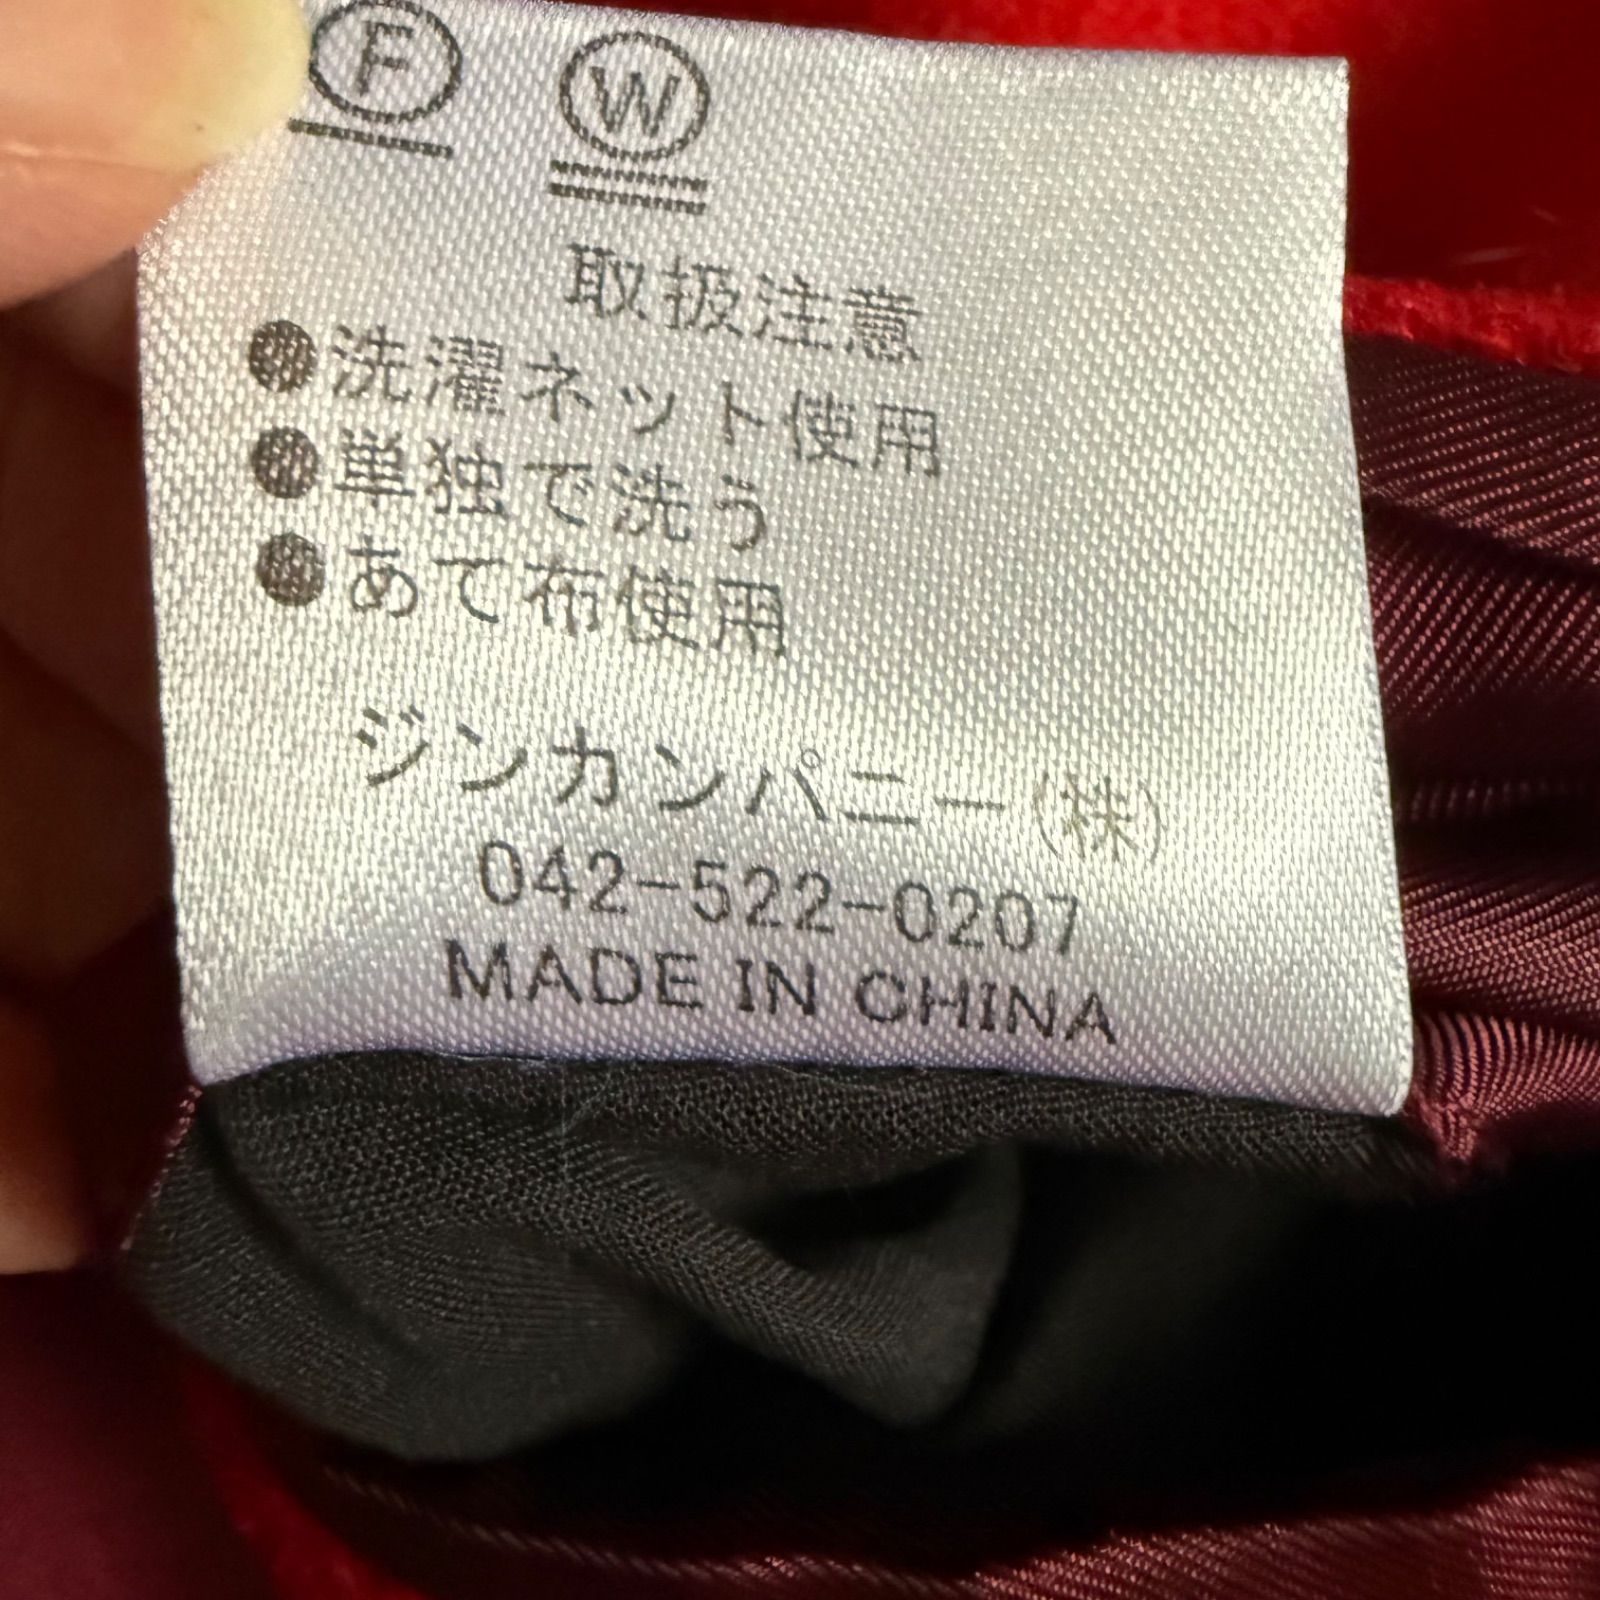 F W
取扱注意
●洗濯ネット使用
●単独で洗う
●あて布使用
ジンカンパニー(株)
042-522-0207
MADE IN CHINA